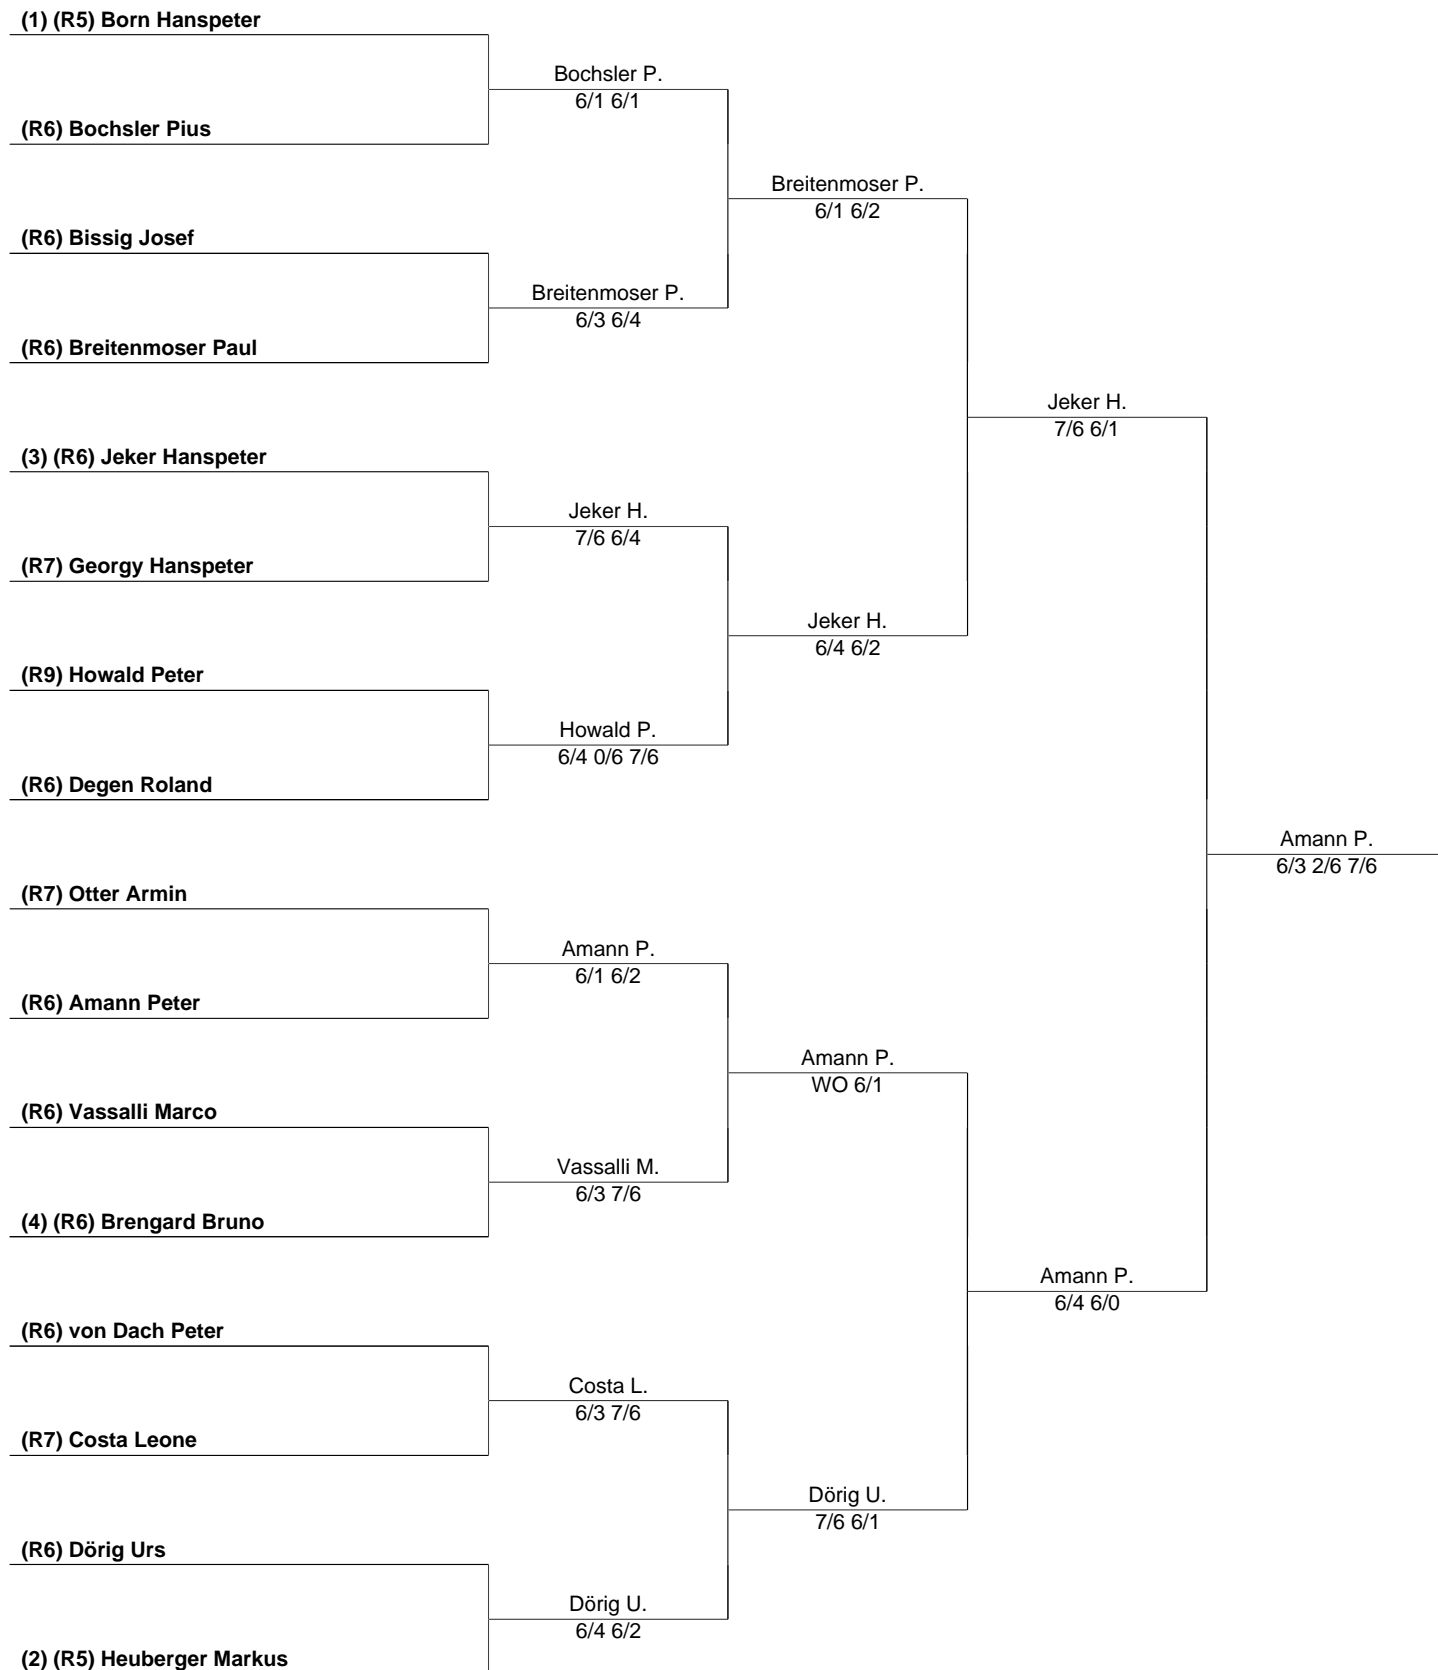 (1) (R5) Born Hanspeter
Bochsler P.
6/1 6/1
(R6) Bochsler Pius
Breitenmoser P.
6/1 6/2
(R6) Bissig Josef
Breitenmoser P.
6/3 6/4
(R6) Breitenmoser Paul
Jeker H.
7/6 6/1
(3) (R6) Jeker Hanspeter
Jeker H.
7/6 6/4
(R7) Georgy Hanspeter
Jeker H.
6/4 6/2
(R9) Howald Peter
Howald P.
6/4 0/6 7/6
(R6) Degen Roland
Amann P.
6/3 2/6 7/6
(R7) Otter Armin
Amann P.
6/1 6/2
(R6) Amann Peter
Amann P.
WO 6/1
(R6) Vassalli Marco
Vassalli M.
6/3 7/6
(4) (R6) Brengard Bruno
Amann P.
6/4 6/0
(R6) von Dach Peter
Costa L.
6/3 7/6
(R7) Costa Leone
Dörig U.
7/6 6/1
(R6) Dörig Urs
Dörig U.
6/4 6/2
(2) (R5) Heuberger Markus